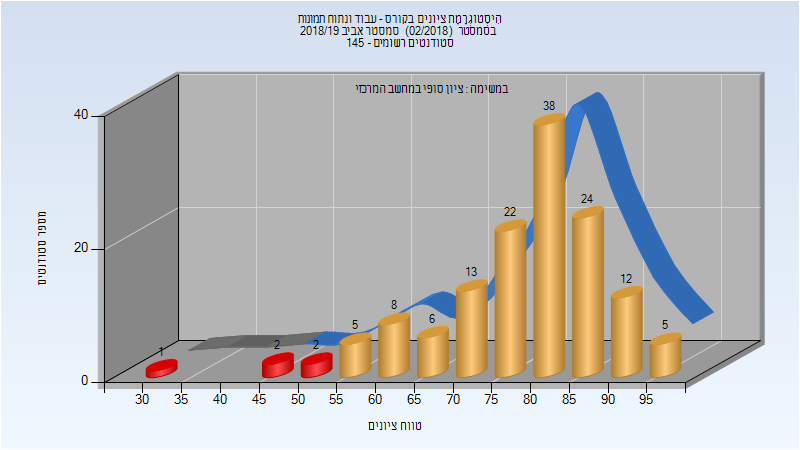 היסטוגרמת ציונים בקורס - עבוד ונתוח תמונות
בסמסטר (02/2018) סמסטר אביב 2018/19
סטודנטים רשומים - 145
במשימה : ציון סופי במחשב המרכזי
מספר סטודנטים
40
20
0
1
2
2
5
8
6
13
22
38
24
12
5
30 35 40 45 50 55 60 65 70 75 80 85 90 95
טווח ציונים